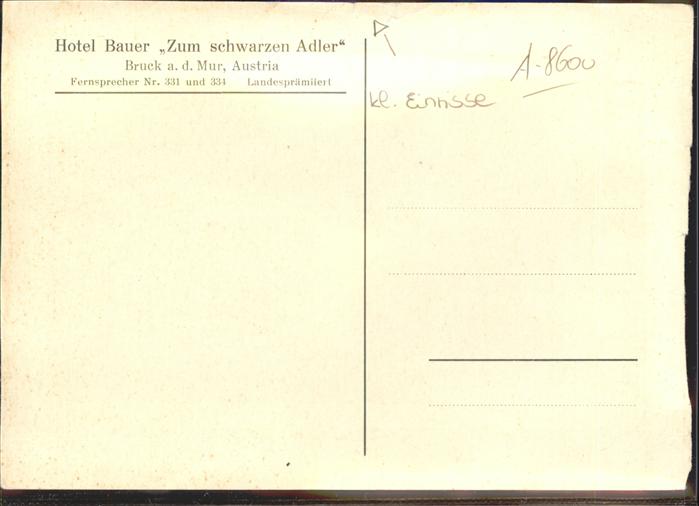 Hotel Bauer „Zum schwarzen Adler“
Bruck a. d. Mur, Austria
Fernsprecher Nr. 331 und 334 Landesprämiiert
A-8600
kl. Einrisse